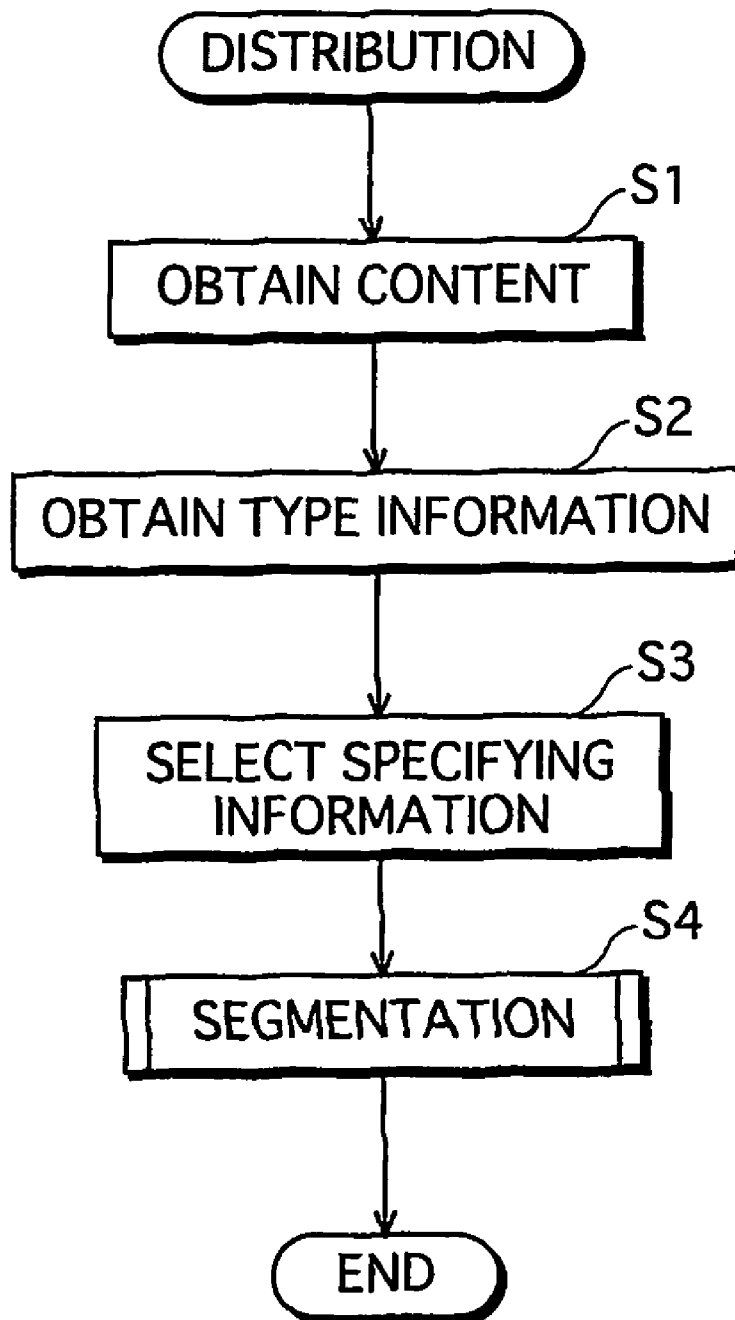 DISTRIBUTION
S1
OBTAIN CONTENT
S2
OBTAIN TYPE INFORMATION
S3
SELECT SPECIFYING
INFORMATION
S4
SEGMENTATION
END